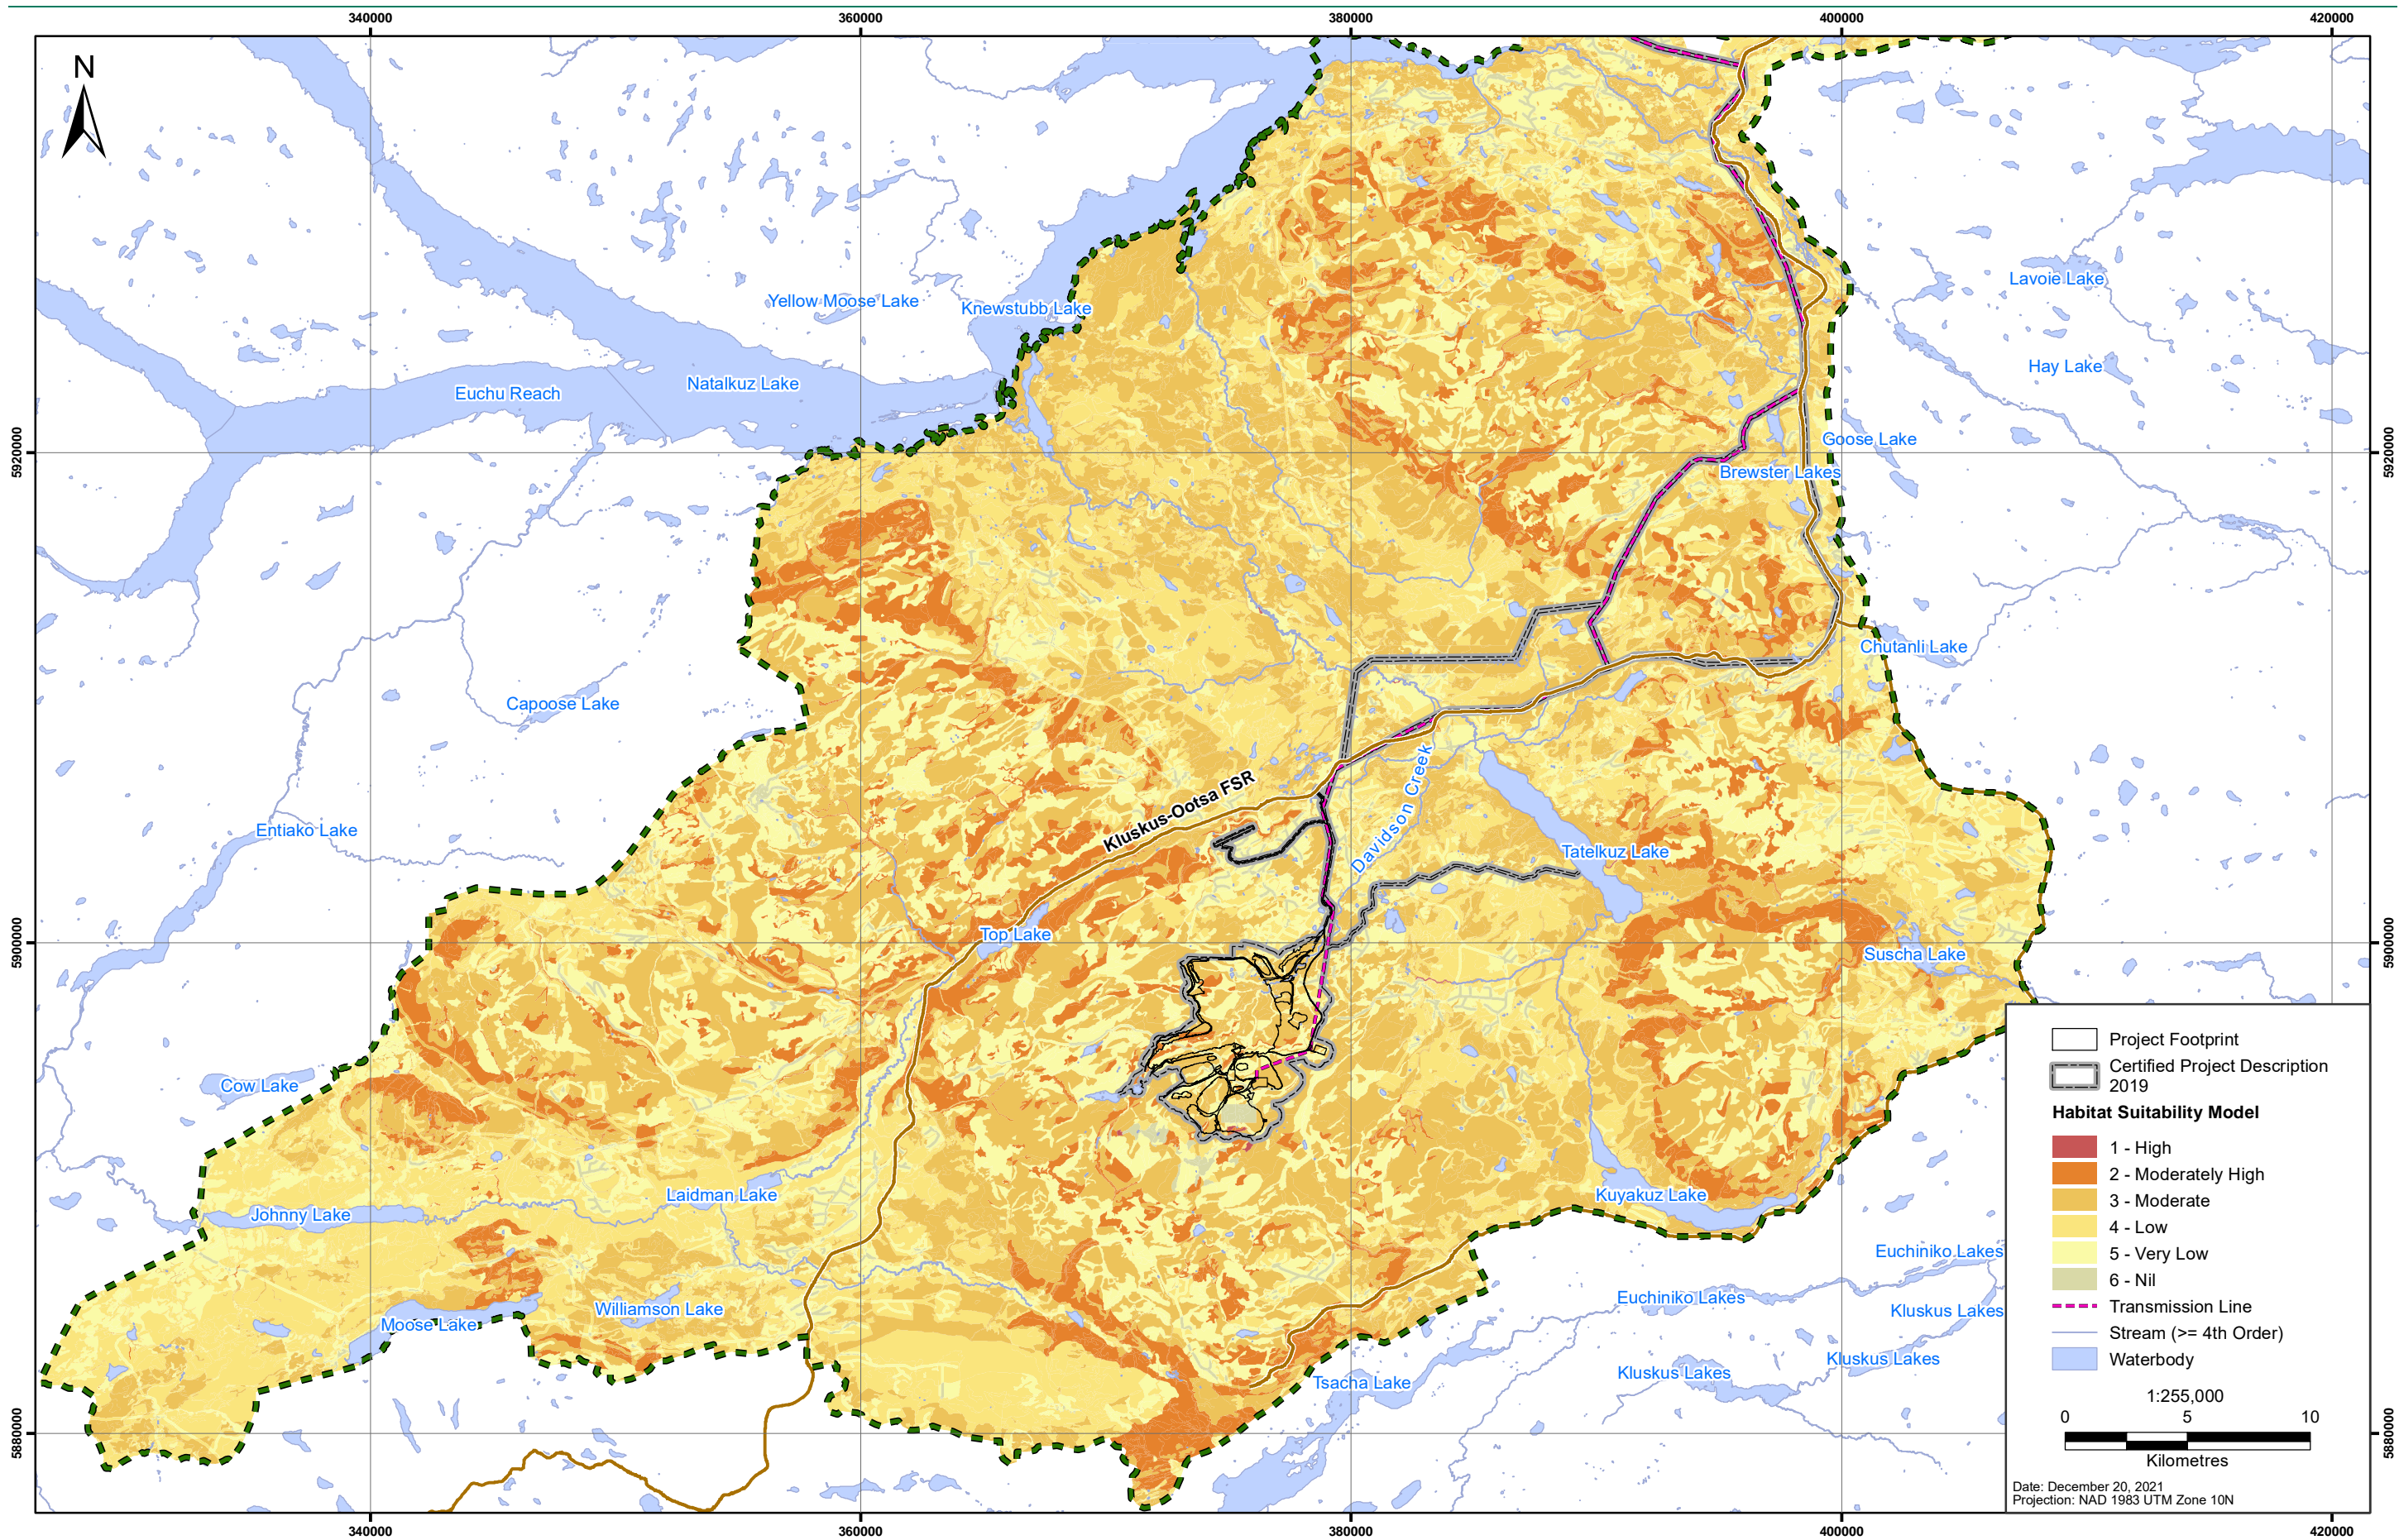 340000
360000
380000
400000
420000
N
Lavoie Lake
Yellow Moose Lake
Knewstubb Lake
Hay Lake
Natalkuz Lake
Euchu Reach
Goose Lake
5920000
5920000
Brewster Lakes
Chutanli Lake
Capoose Lake
Kluskus-Ootsa FSR
Davidson Creek
Entiako Lake
Tatelkuz Lake
Top Lake
5900000
5900000
Suscha Lake
Cow Lake
Laidman Lake
Kuyakuz Lake
Johnny Lake
Euchiniko Lakes
Euchiniko Lakes
Williamson Lake
Kluskus Lakes
Moose Lake
Kluskus Lakes
Kluskus Lakes
Tsacha Lake
5880000
5880000
Project Footprint
Certified Project Description
2019
Habitat Suitability Model
1 - High
2 - Moderately High
3 - Moderate
4 - Low
5 - Very Low
6 - Nil
Transmission Line
Stream (>= 4th Order)
Waterbody
1:255,000
0 5 10
Kilometres
Date: December 20, 2021
Projection: NAD 1983 UTM Zone 10N
340000
360000
380000
400000
420000